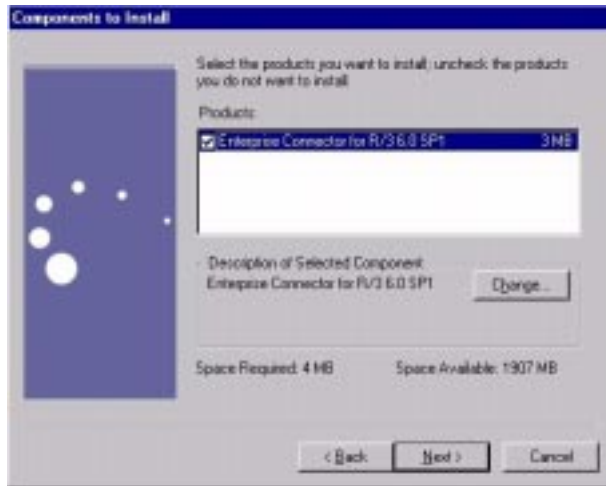 Components to Install
Select the products you want to install; uncheck the products
you do not want to install.
Products:
Enterprise Connector for R/3 6.0 SP1 3 MB
Description of Selected Component
Enterprise Connector for R/3 6.0 SP1
Change...
Space Required: 4 MB Space Available: 1907 MB
< Back Next > Cancel